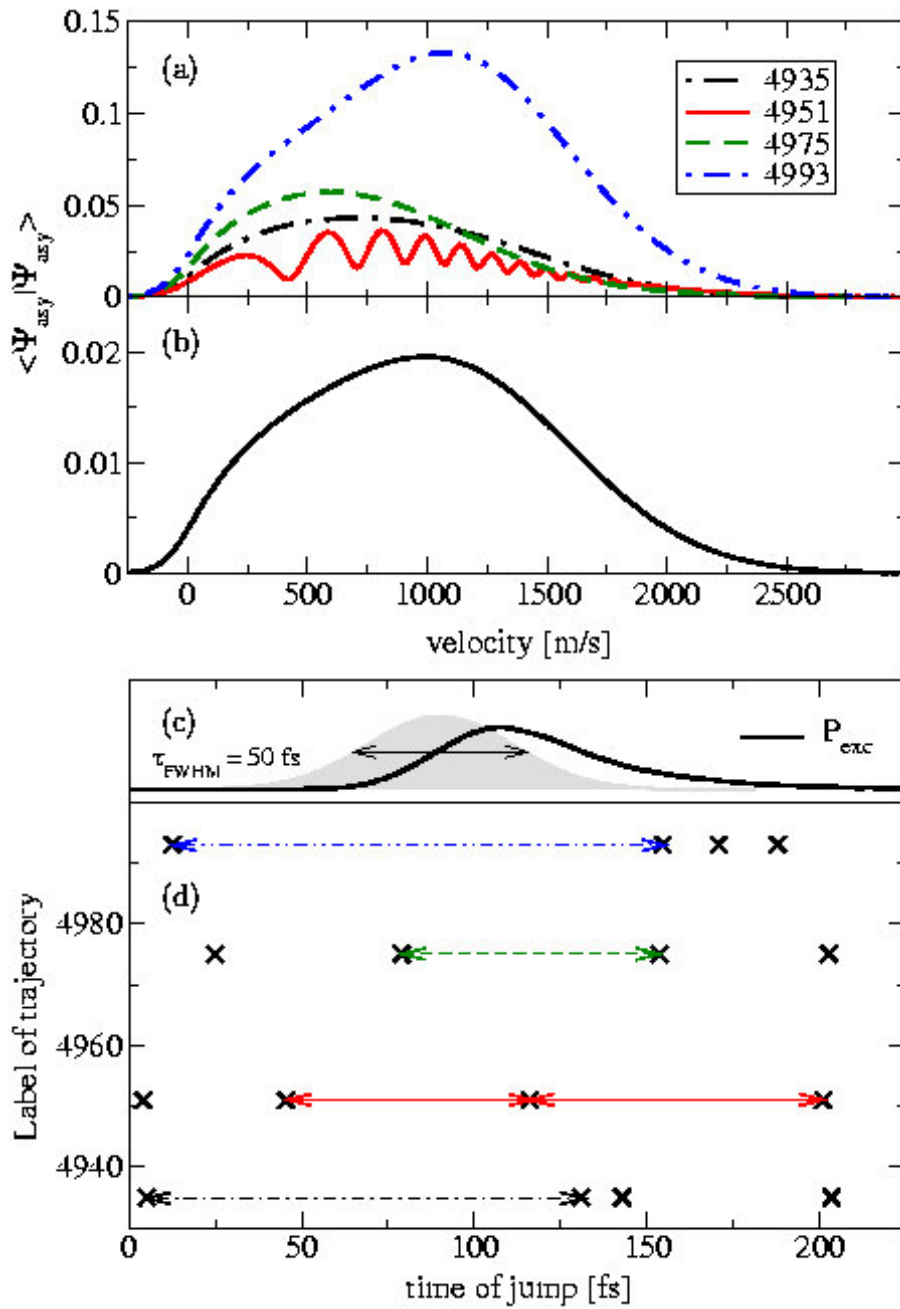 0.15
(a)
4935
4951
4975
4993
0.1
0.05
0
<Ψasy|Ψasy>
(b)
0.02
0.01
0
0 500 1000 1500 2000 2500
velocity [m/s]
(c)
τFWHM = 50 fs
Pexc
(d)
4980
4960
4940
Label of trajectory
0 50 100 150 200
time of jump [fs]